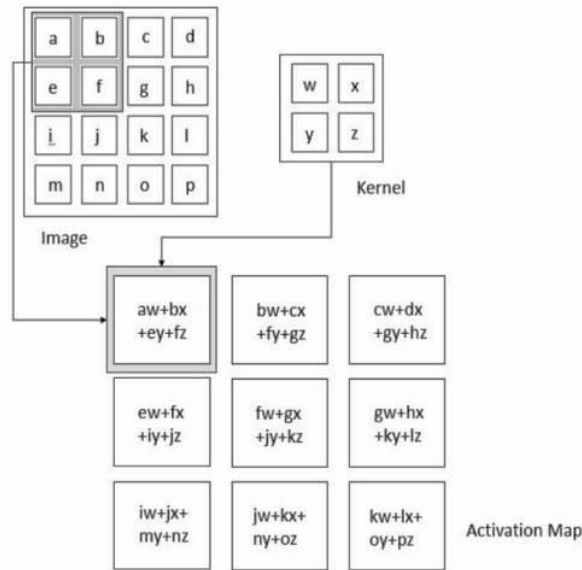 a b c d
e f g h
i j k l
m n o p
w x
y z
Kernel
Image
aw+bx
+ey+fz
bw+cx
+fy+gz
cw+dx
+gy+hz
ew+fx
+iy+jz
fw+gx
+jy+kz
gw+hx
+ky+lz
iw+jx+
my+nz
jw+kx+
ny+oz
kw+lx+
oy+pz
Activation Map